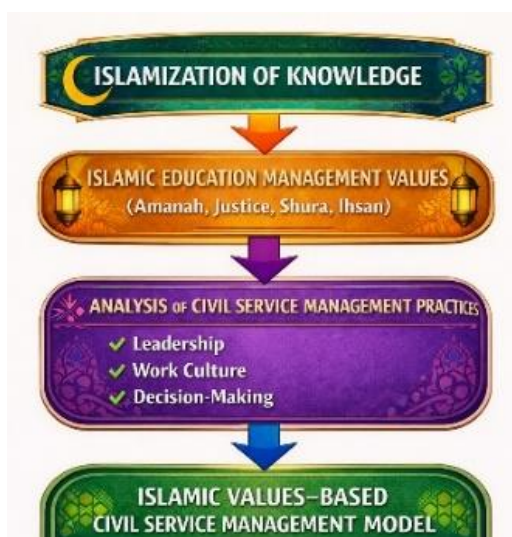 ISLAMIZATION OF KNOWLEDGE
ISLAMIC EDUCATION MANAGEMENT VALUES
(Amanah, Justice, Shura, Ihsan)
ANALYSIS OF CIVIL SERVICE MANAGEMENT PRACTICES
Leadership
Work Culture
Decision-Making
ISLAMIC VALUES–BASED
CIVIL SERVICE MANAGEMENT MODEL